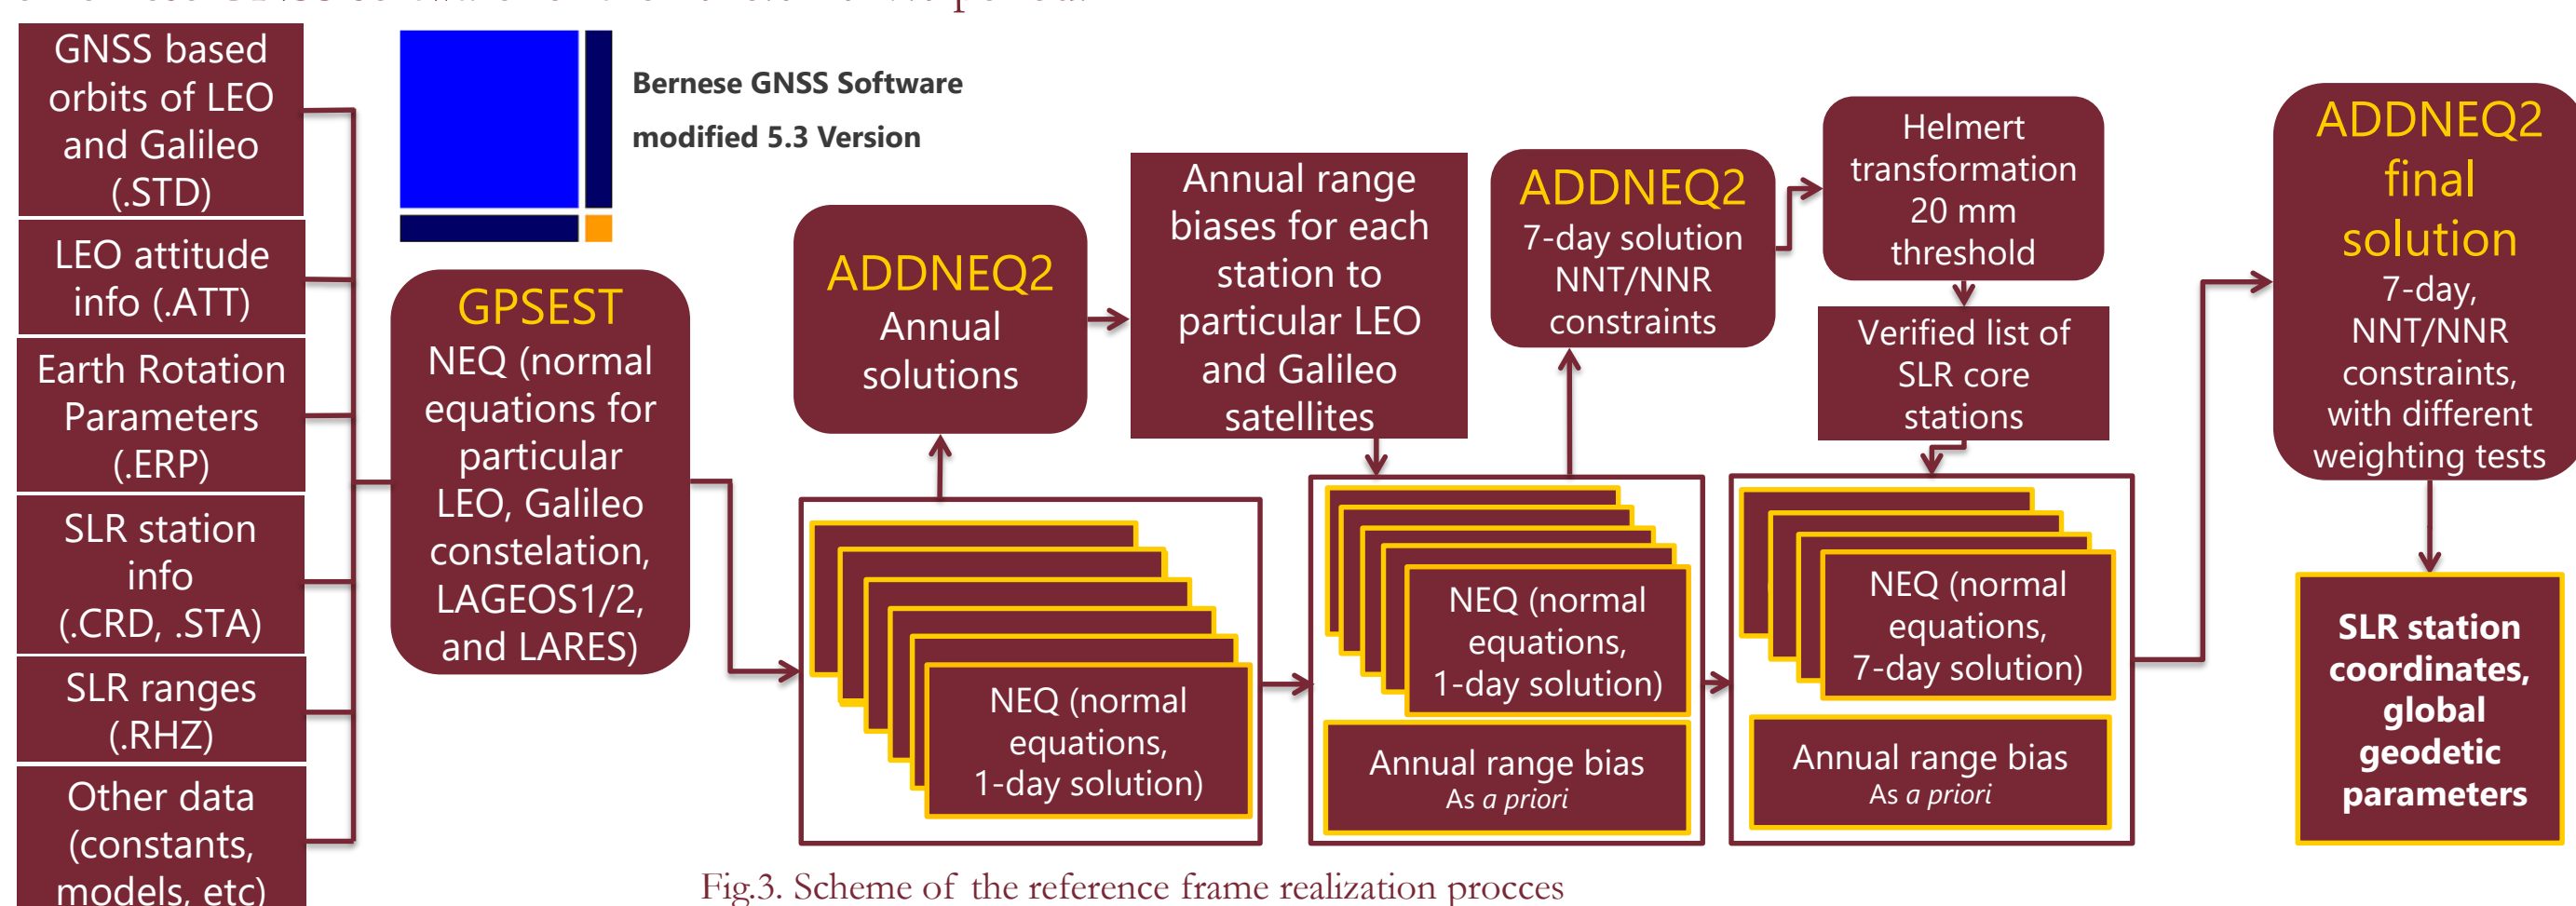 GNSS based
orbits of LEO
and Galileo
(.STD)
LEO attitude
info (.ATT)
Earth Rotation
Parameters
(.ERP)
SLR station
info
(.CRD, .STA)
SLR ranges
(.RHZ)
Other data
(constants,
models, etc)
Bernese GNSS Software
modified 5.3 Version
GPSEST
NEQ (normal
equations for
particular
LEO, Galileo
constelation,
LAGEOS1/2,
and LARES)
ADDNEQ2
Annual
solutions
NEQ (normal
equations,
1-day solution)
Annual range
biases for each
station to
particular LEO
and Galileo
satellites
NEQ (normal
equations,
1-day solution)
Annual range bias
As a priori
ADDNEQ2
7-day solution
NNT/NNR
constraints
Helmert
transformation
20 mm
threshold
Verified list of
SLR core
stations
NEQ (normal
equations,
7-day solution)
Annual range bias
As a priori
ADDNEQ2
final
solution
7-day,
NNT/NNR
constraints,
with different
weighting tests
SLR station
coordinates,
global
geodetic
parameters
Fig.3. Scheme of the reference frame realization procces